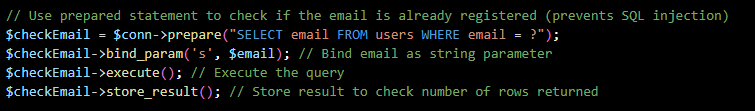 // Use prepared statement to check if the email is already registered (prevents SQL injection)
$checkEmail = $conn->prepare("SELECT email FROM users WHERE email = ?");
$checkEmail->bind_param('s', $email); // Bind email as string parameter
$checkEmail->execute(); // Execute the query
$checkEmail->store_result(); // Store result to check number of rows returned